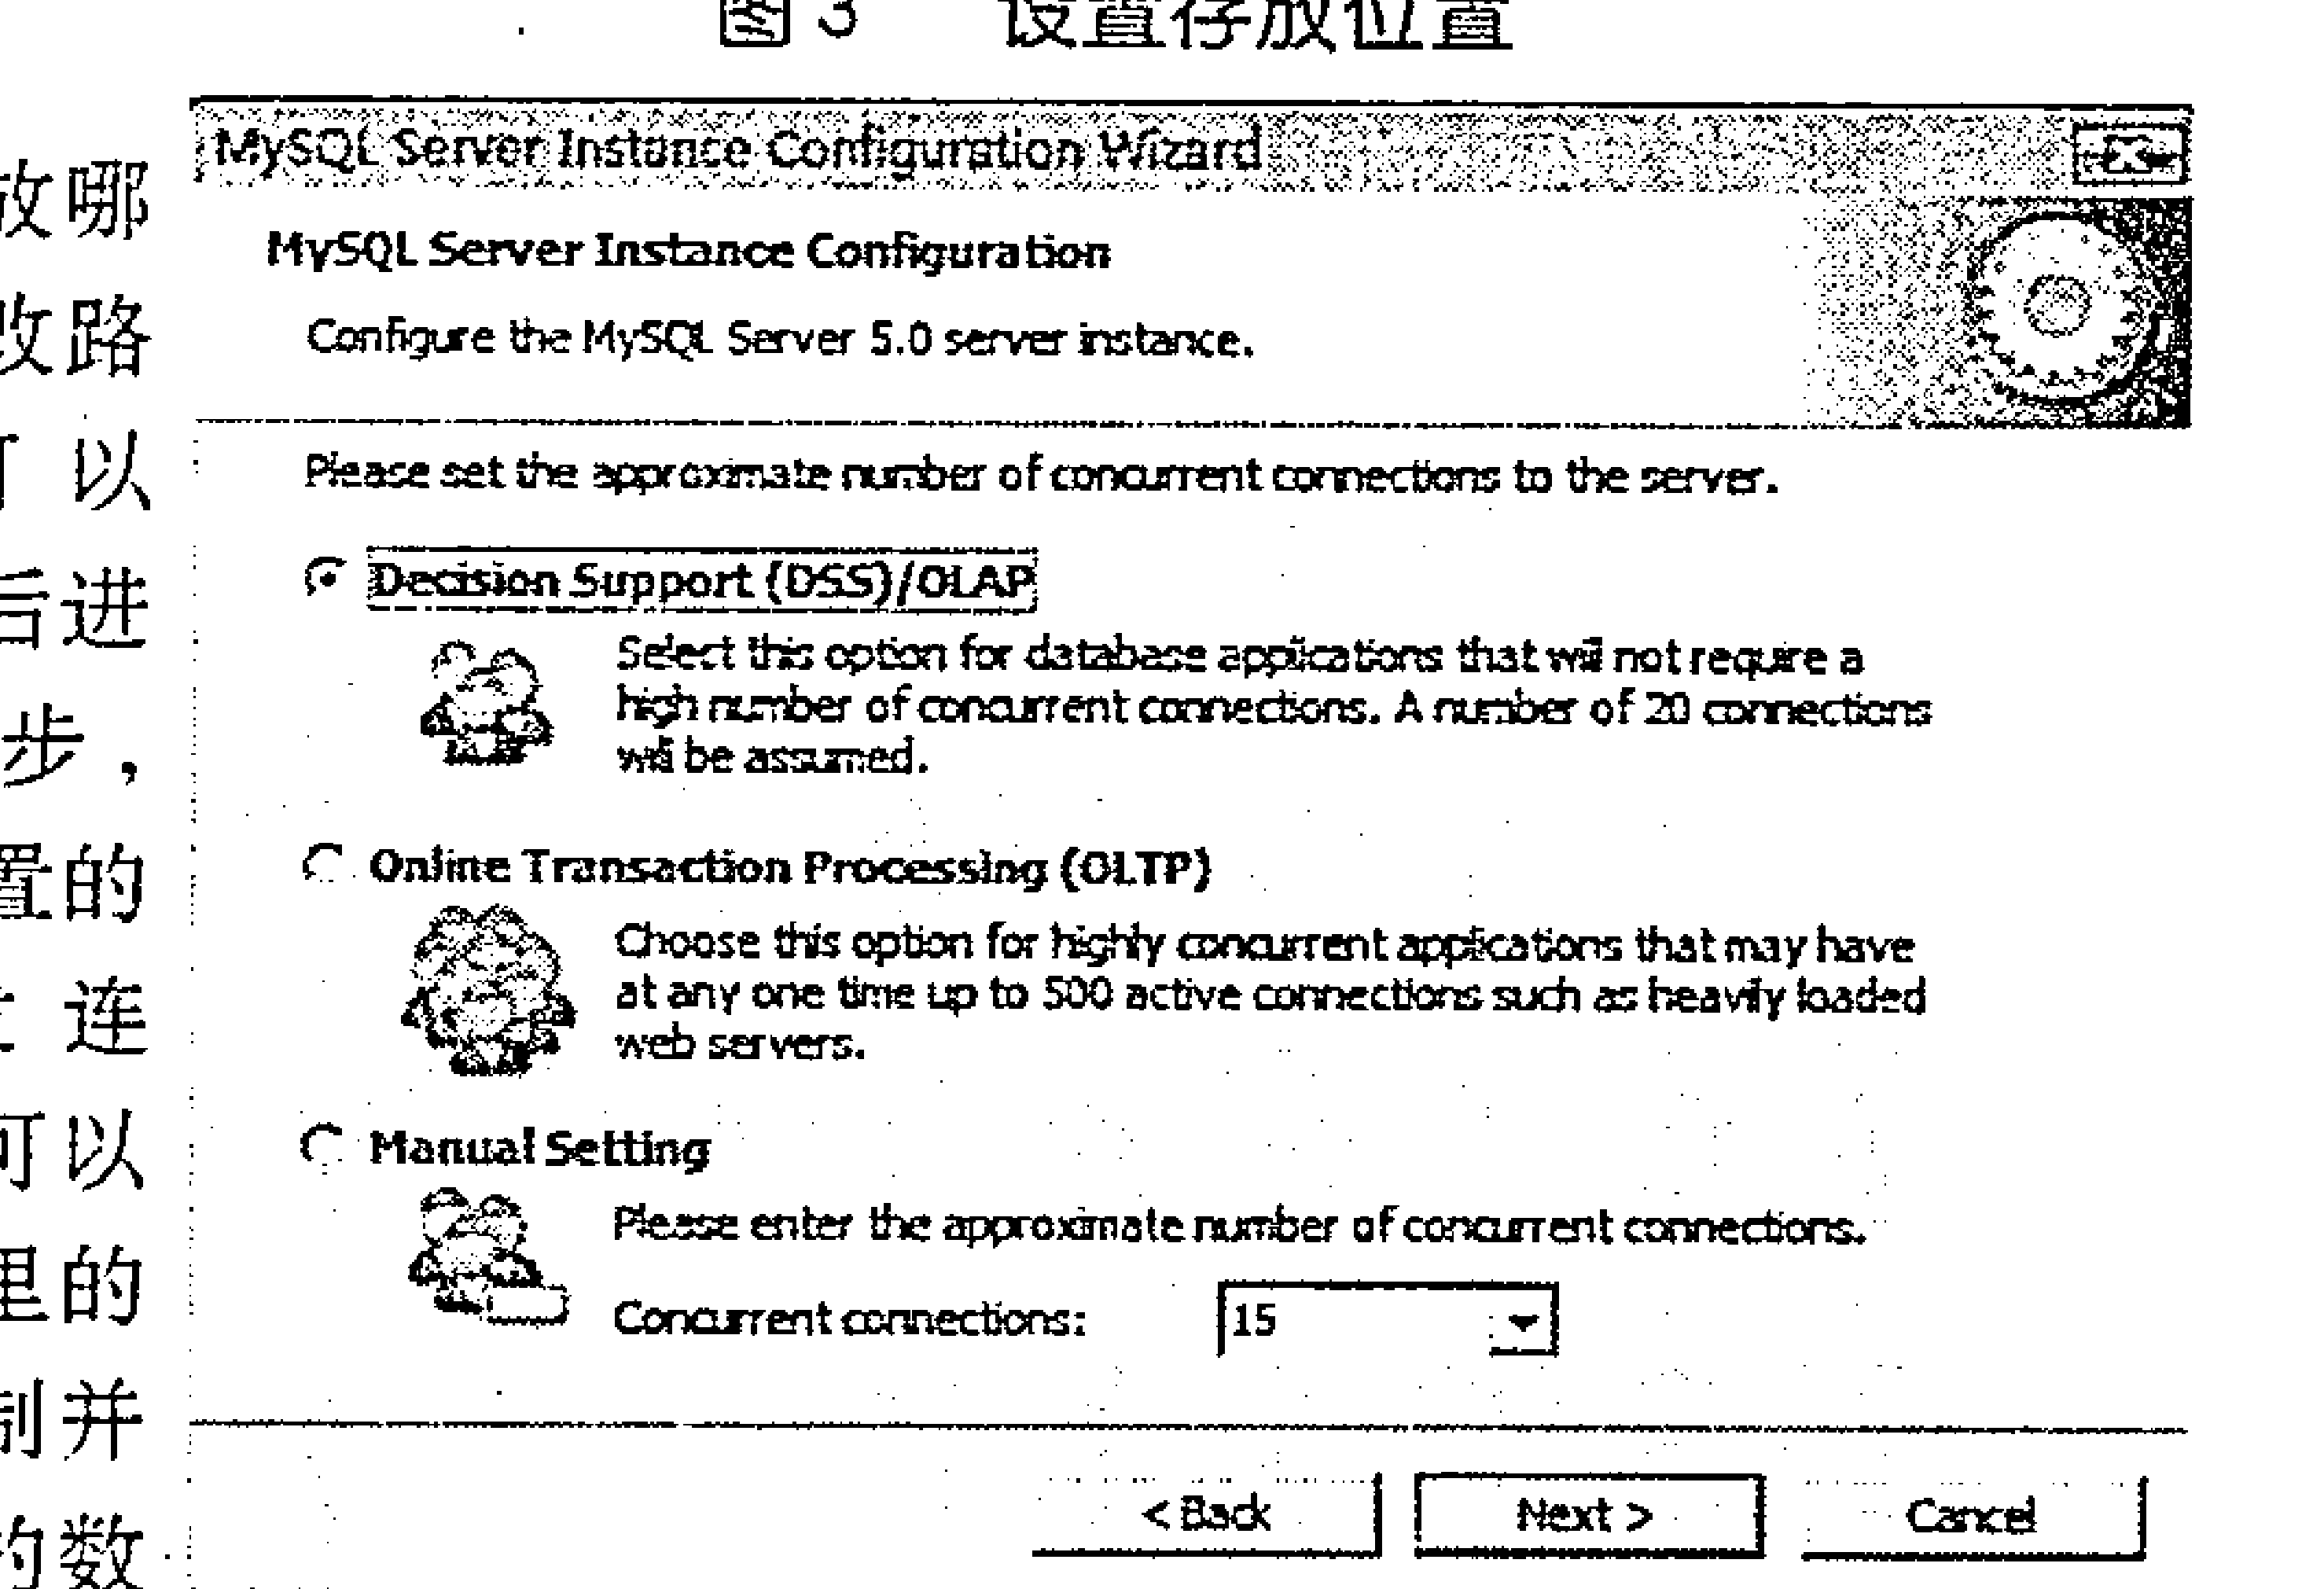 图3 设置存放位置
放哪
改路
可以
后进
步，
置的
连
可以
里的
制并
的数
MySQL Server Instance Configuration Wizard
MySQL Server Instance Configuration
Configure the MySQL Server 5.0 server instance.
Please set the approximate number of concurrent connections to the server.
Decision Support (DSS)/OLAP
Select this option for database applications that will not require a
high number of concurrent connections. A number of 20 connections
will be assumed.
Online Transaction Processing (OLTP)
Choose this option for highly concurrent applications that may have
at any one time up to 500 active connections such as heavily loaded
web servers.
Manual Setting
Please enter the approximate number of concurrent connections.
Concurrent connections: 15
< Back Next > Cancel